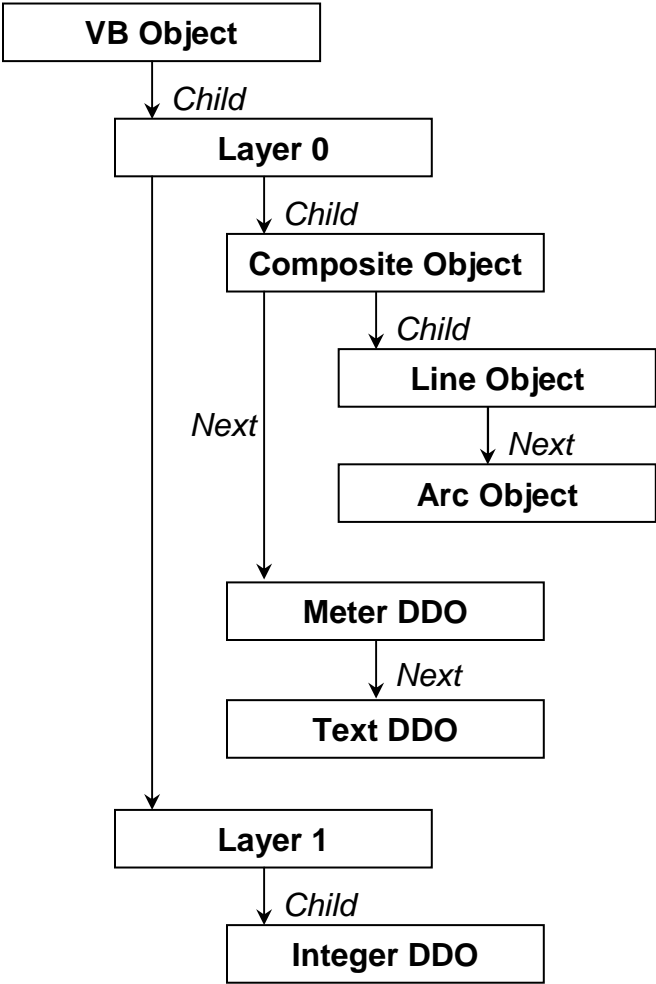 VB Object
Child
Layer 0
Child
Composite Object
Child
Line Object
Next
Next
Arc Object
Meter DDO
Next
Text DDO
Layer 1
Child
Integer DDO